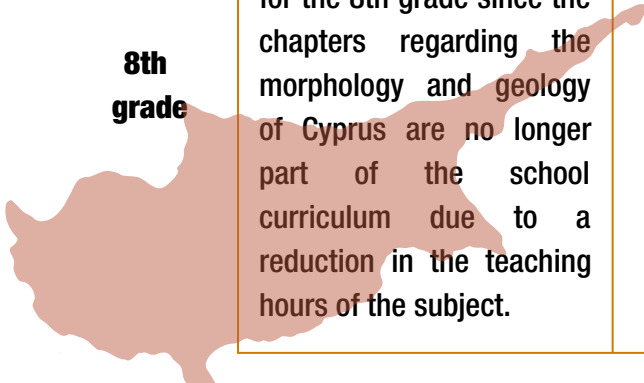 8th
grade
for the 8th grade since the
chapters regarding the
morphology and geology
of Cyprus are no longer
part of the school
curriculum due to a
reduction in the teaching
hours of the subject.